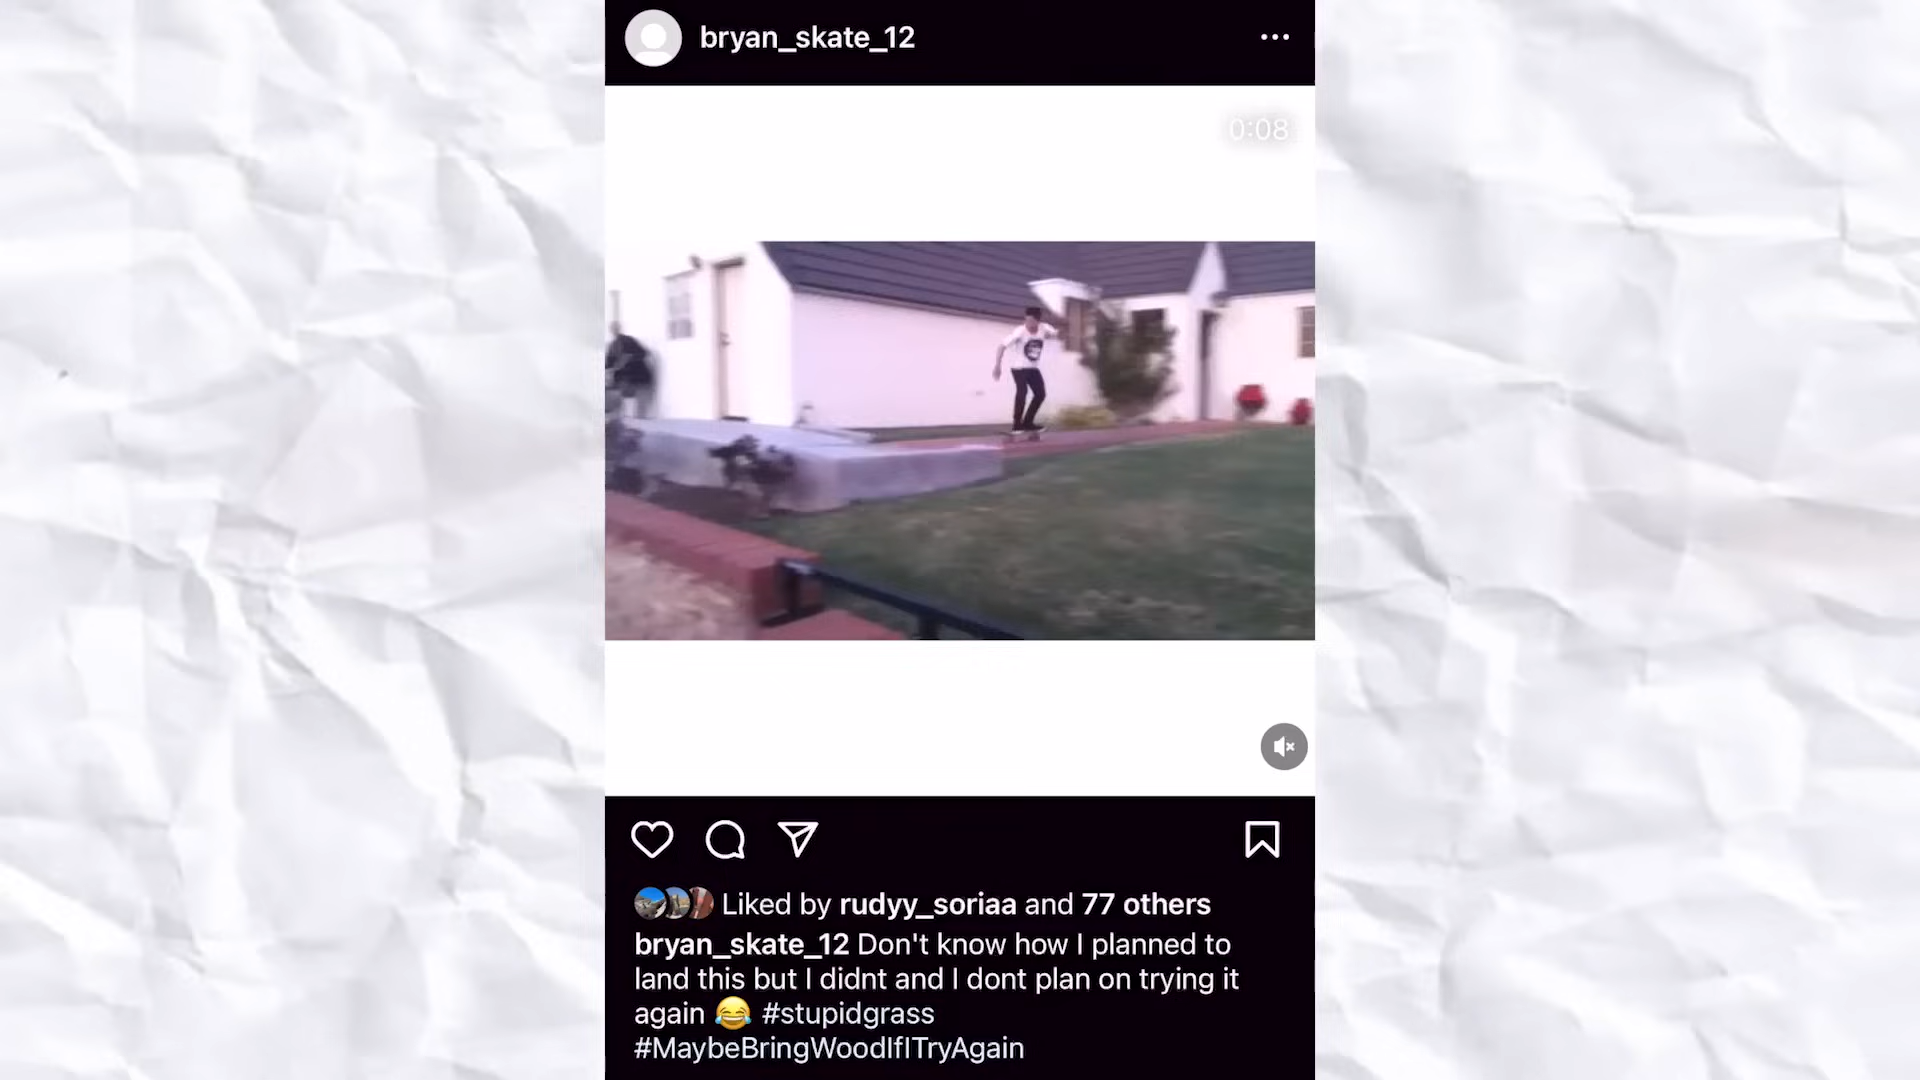 bryan_skate_12
0:08
Liked by rudyy_soriaa and 77 others
bryan_skate_12 Don't know how I planned to
land this but I didnt and I dont plan on trying it
again 😂 #stupidgrass
#MaybeBringWoodIfITryAgain